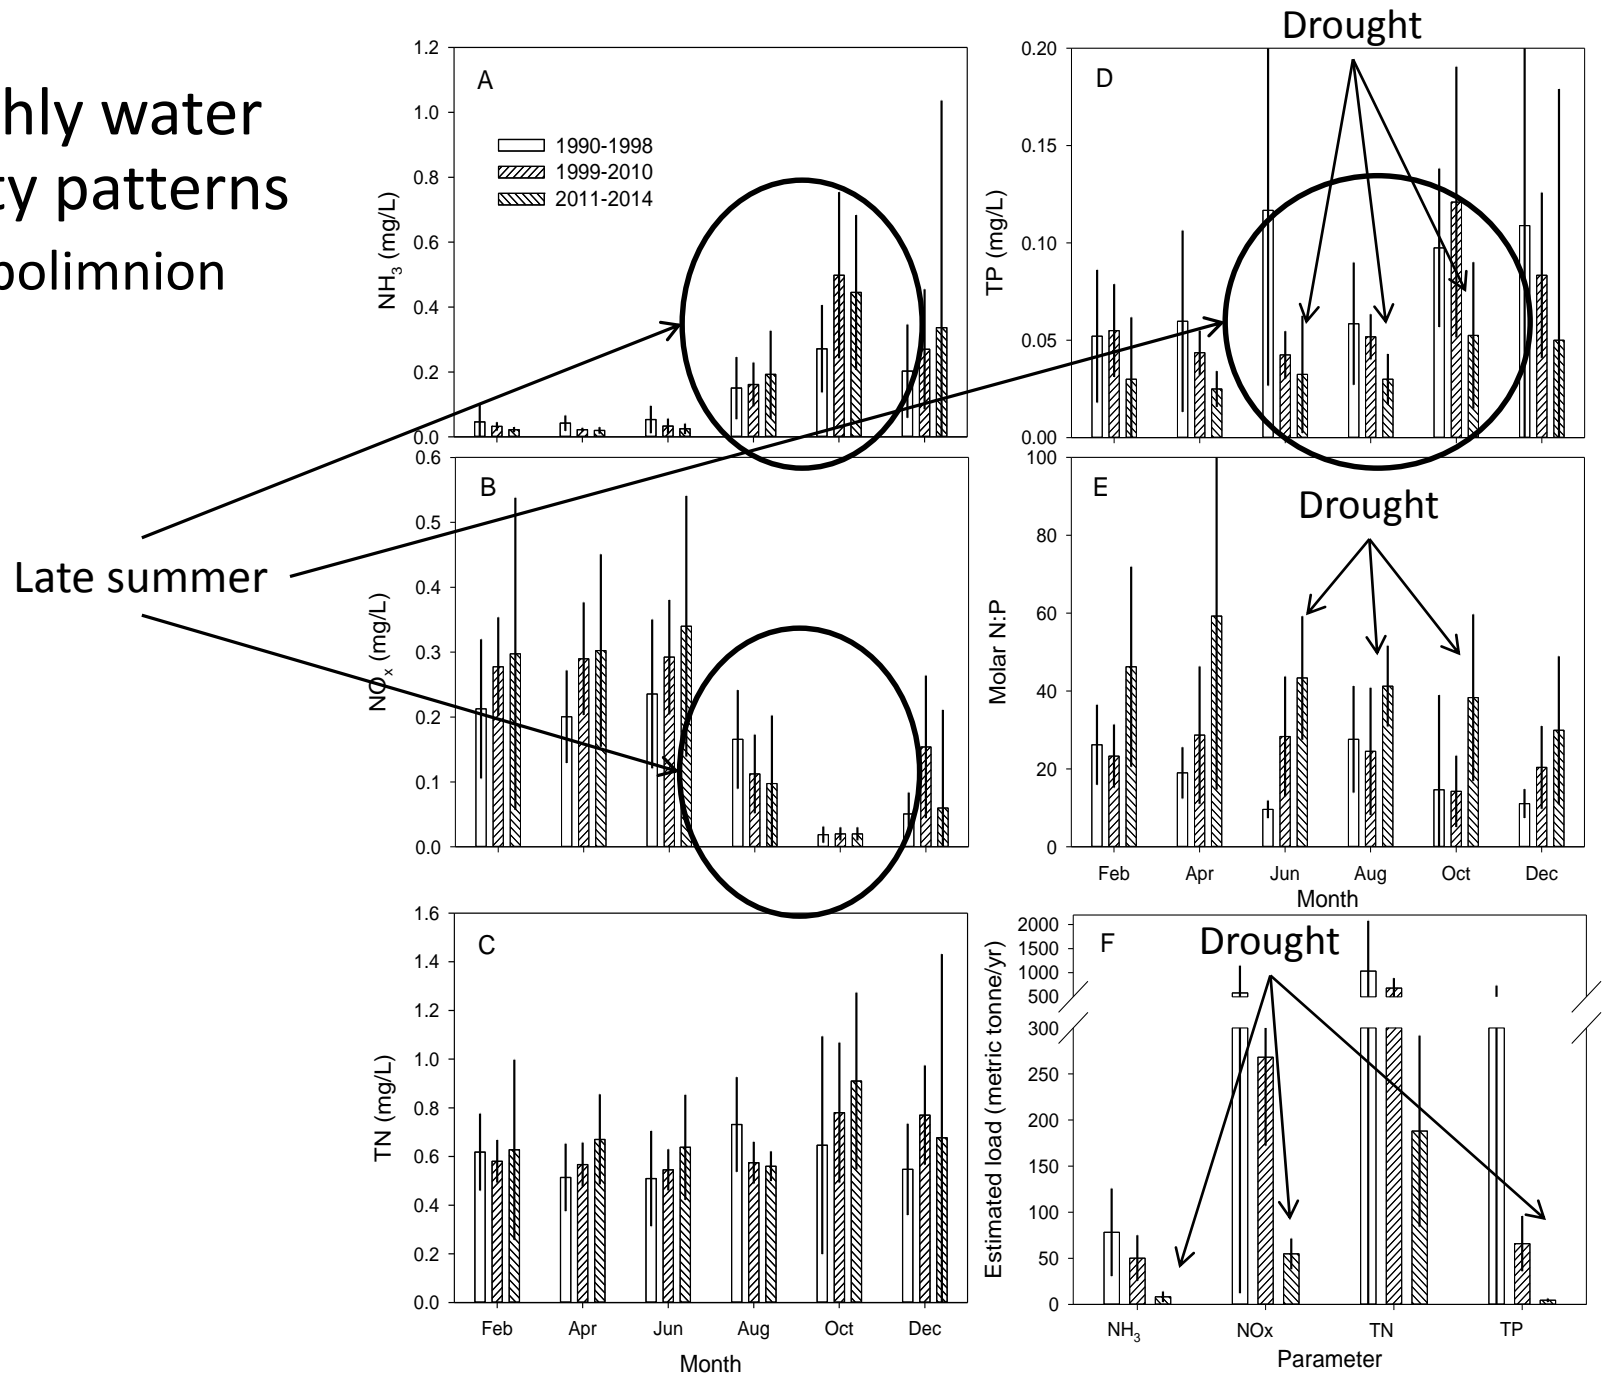 hly water
ty patterns
polimnion
Late summer
1.2
1.0
0.8
0.6
0.4
0.2
0.0
NH3 (mg/L)
A
1990-1998
1999-2010
2011-2014
Drought
0.20
0.15
0.10
0.05
0.00
TP (mg/L)
D
0.6
0.5
0.4
0.3
0.2
0.1
0.0
NOx (mg/L)
B
100
80
60
40
20
0
Molar N:P
E
Drought
Feb Apr Jun Aug Oct Dec
Month
1.6
1.4
1.2
1.0
0.8
0.6
0.4
0.2
0.0
TN (mg/L)
C
Feb Apr Jun Aug Oct Dec
Month
2000
1500
1000
500
300
250
200
150
100
50
0
Estimated load (metric tonne/yr)
F
Drought
NH3 NOx TN TP
Parameter